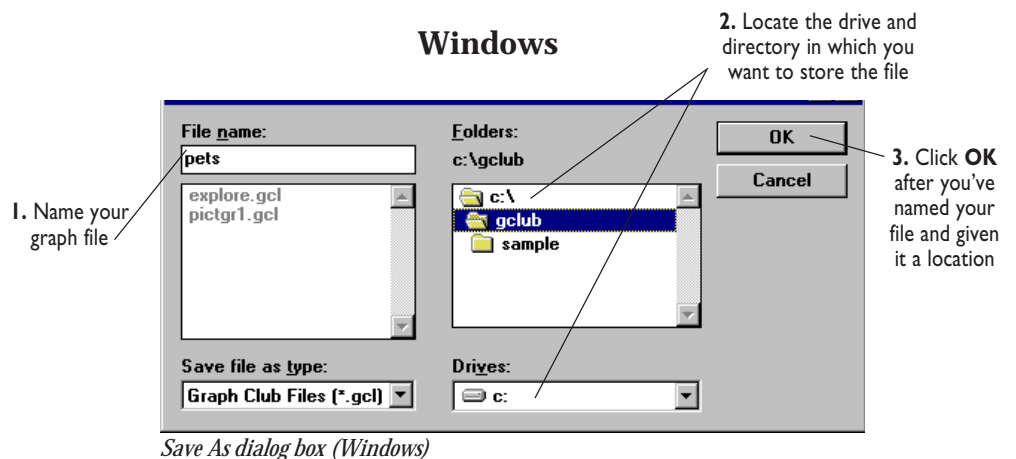 Windows
2. Locate the drive and
directory in which you
want to store the file
File name:
pets
explore.gcl
pictgr1.gcl
Folders:
c:\gclub
c:\
gclub
sample
OK
Cancel
1. Name your
graph file
3. Click OK
after you've
named your
file and given
it a location
Save file as type:
Graph Club Files (*.gcl)
Drives:
c:
Save As dialog box (Windows)